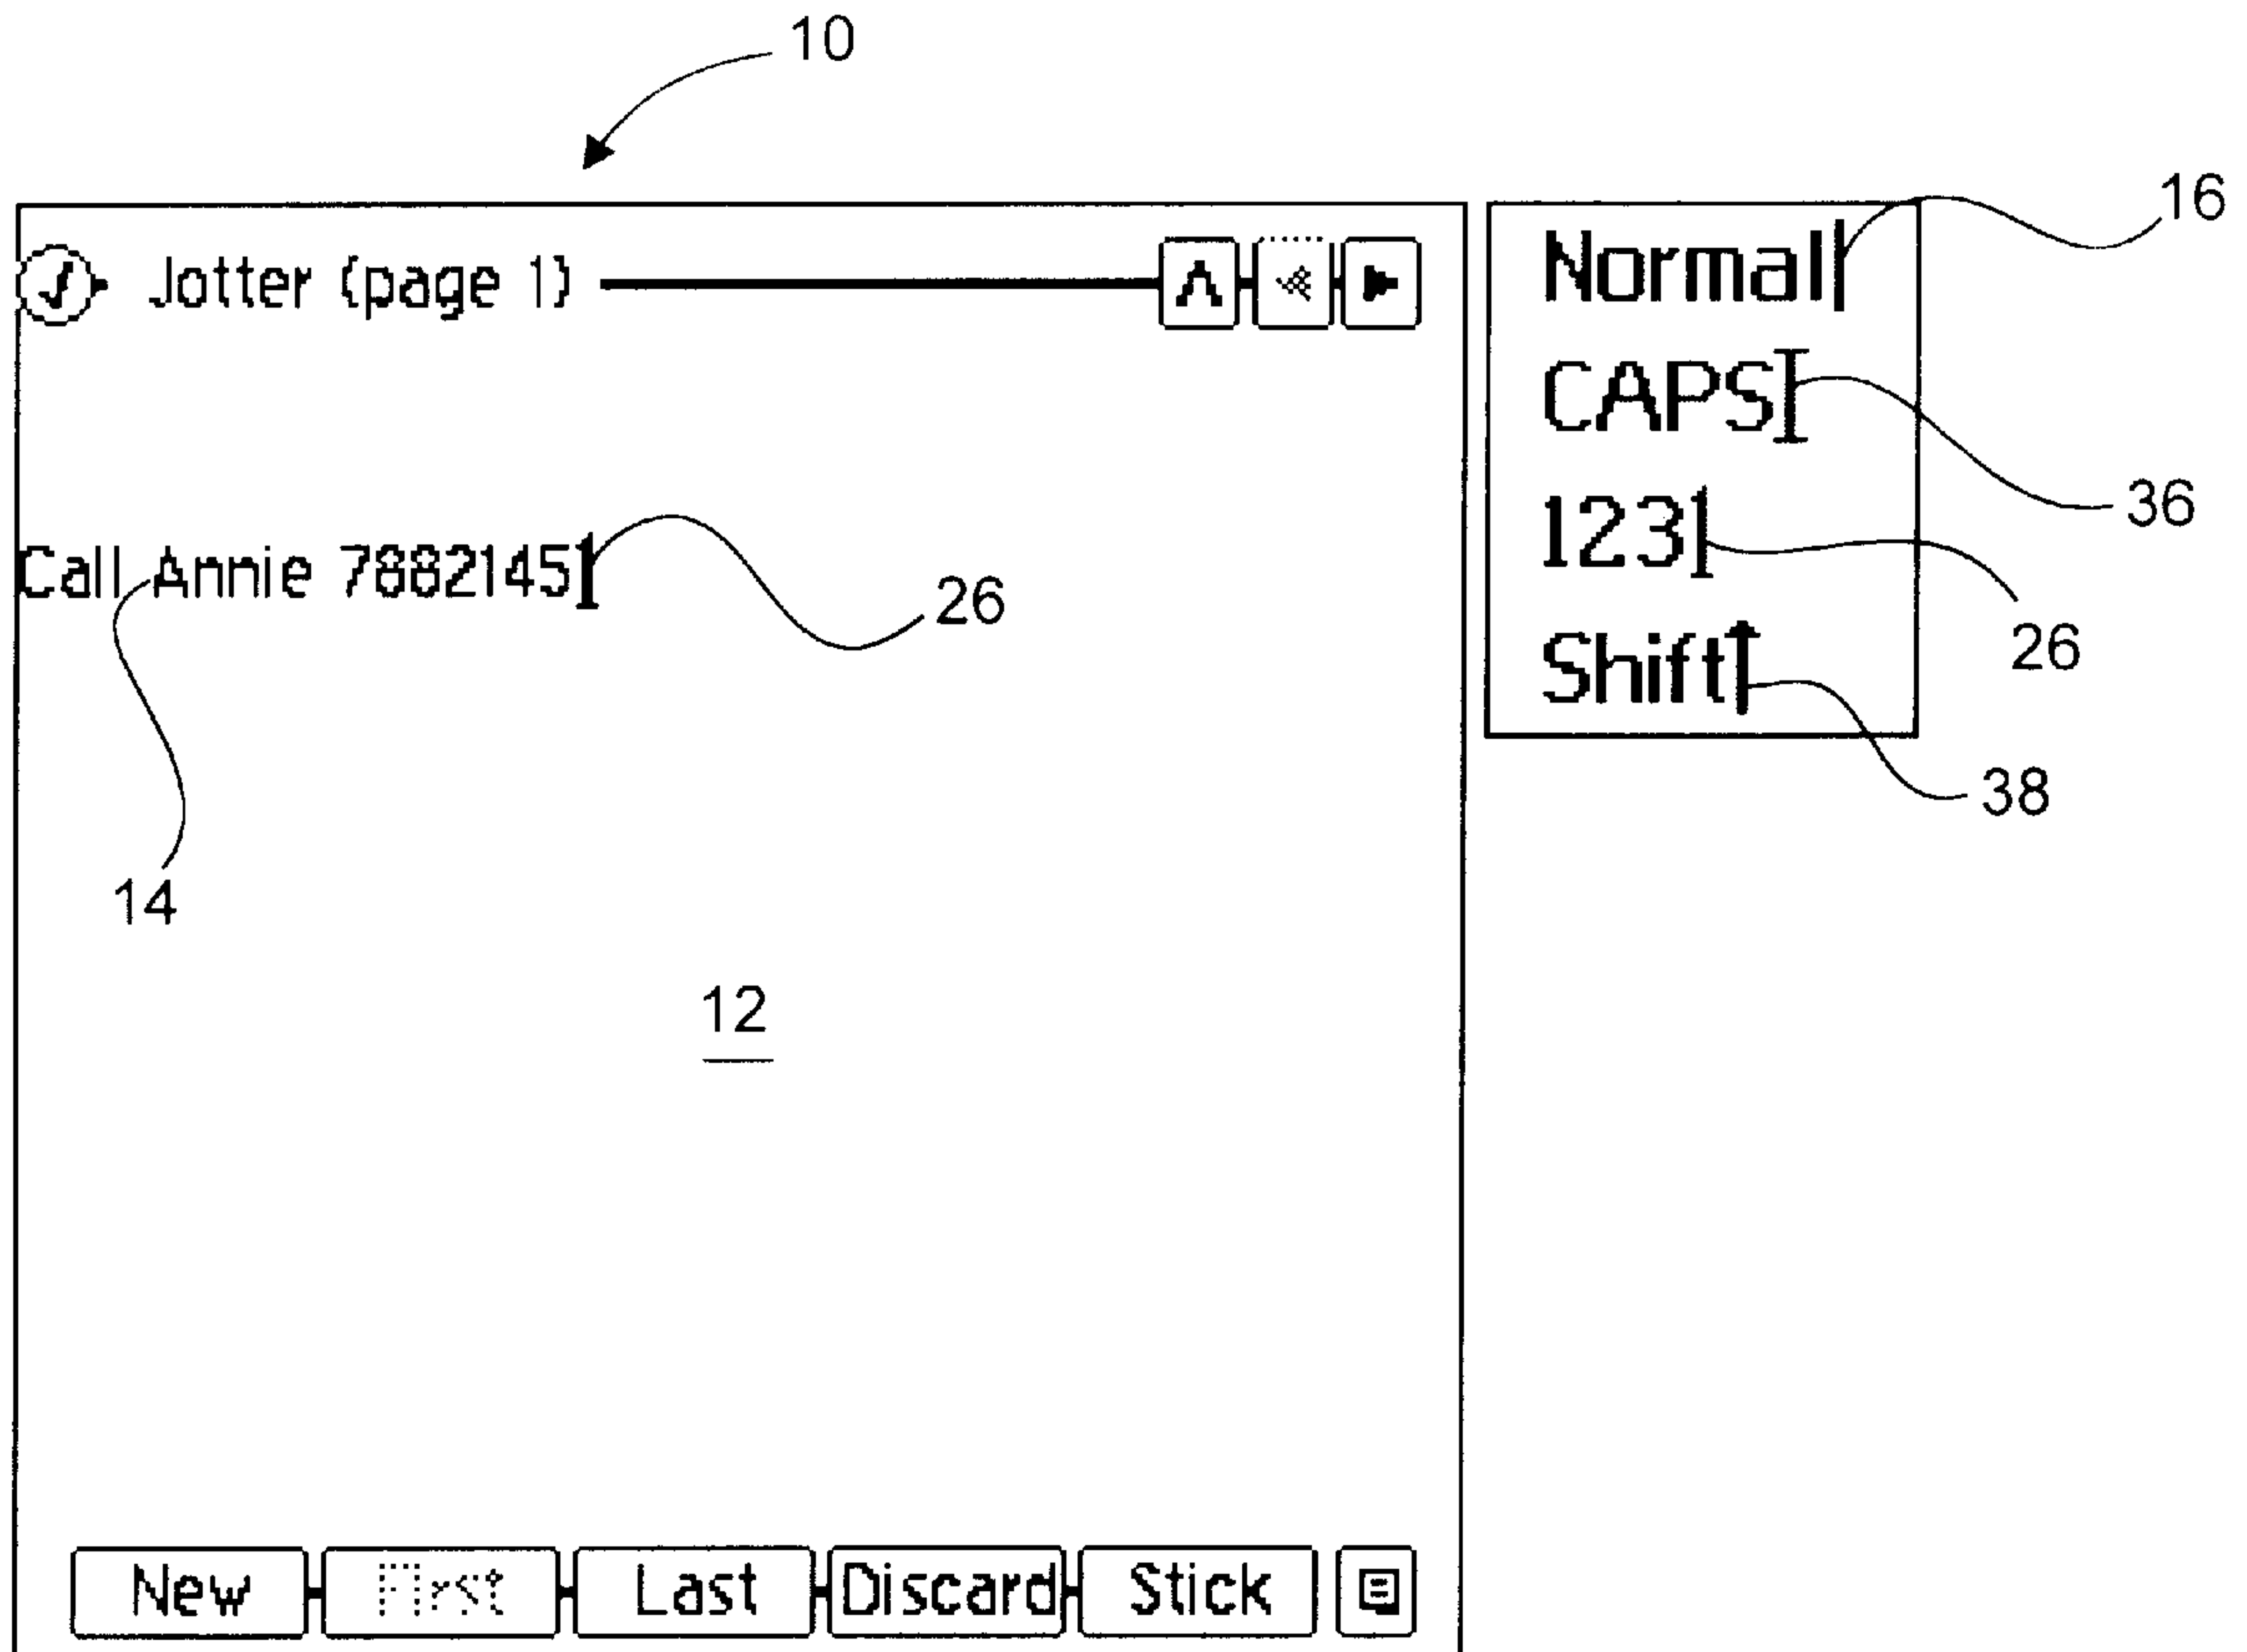 10
16
Jotter (page 1)
Normal
CAPS
36
123
26
Call Annie 7882145
26
Shift
38
14
12
New First Last Discard Stick